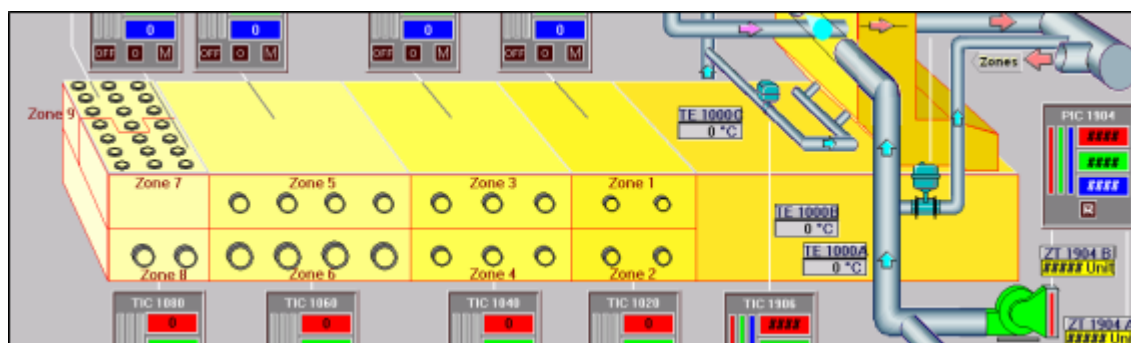 0 0 0 0
OFF O M OFF O M OFF O M OFF O M
Zones
Zone 9
TE 1000C
0 °C
PIC 1904
####
####
####
R
Zone 7 Zone 5 Zone 3 Zone 1
TE 1000B
0 °C
TE 1000A
0 °C
Zone 8 Zone 6 Zone 4 Zone 2
ZT 1904 B
##### Unit
TIC 1080 TIC 1060 TIC 1040 TIC 1020 TIC 1906
0 0 0 0 ####
ZT 1904 A
##### Uni